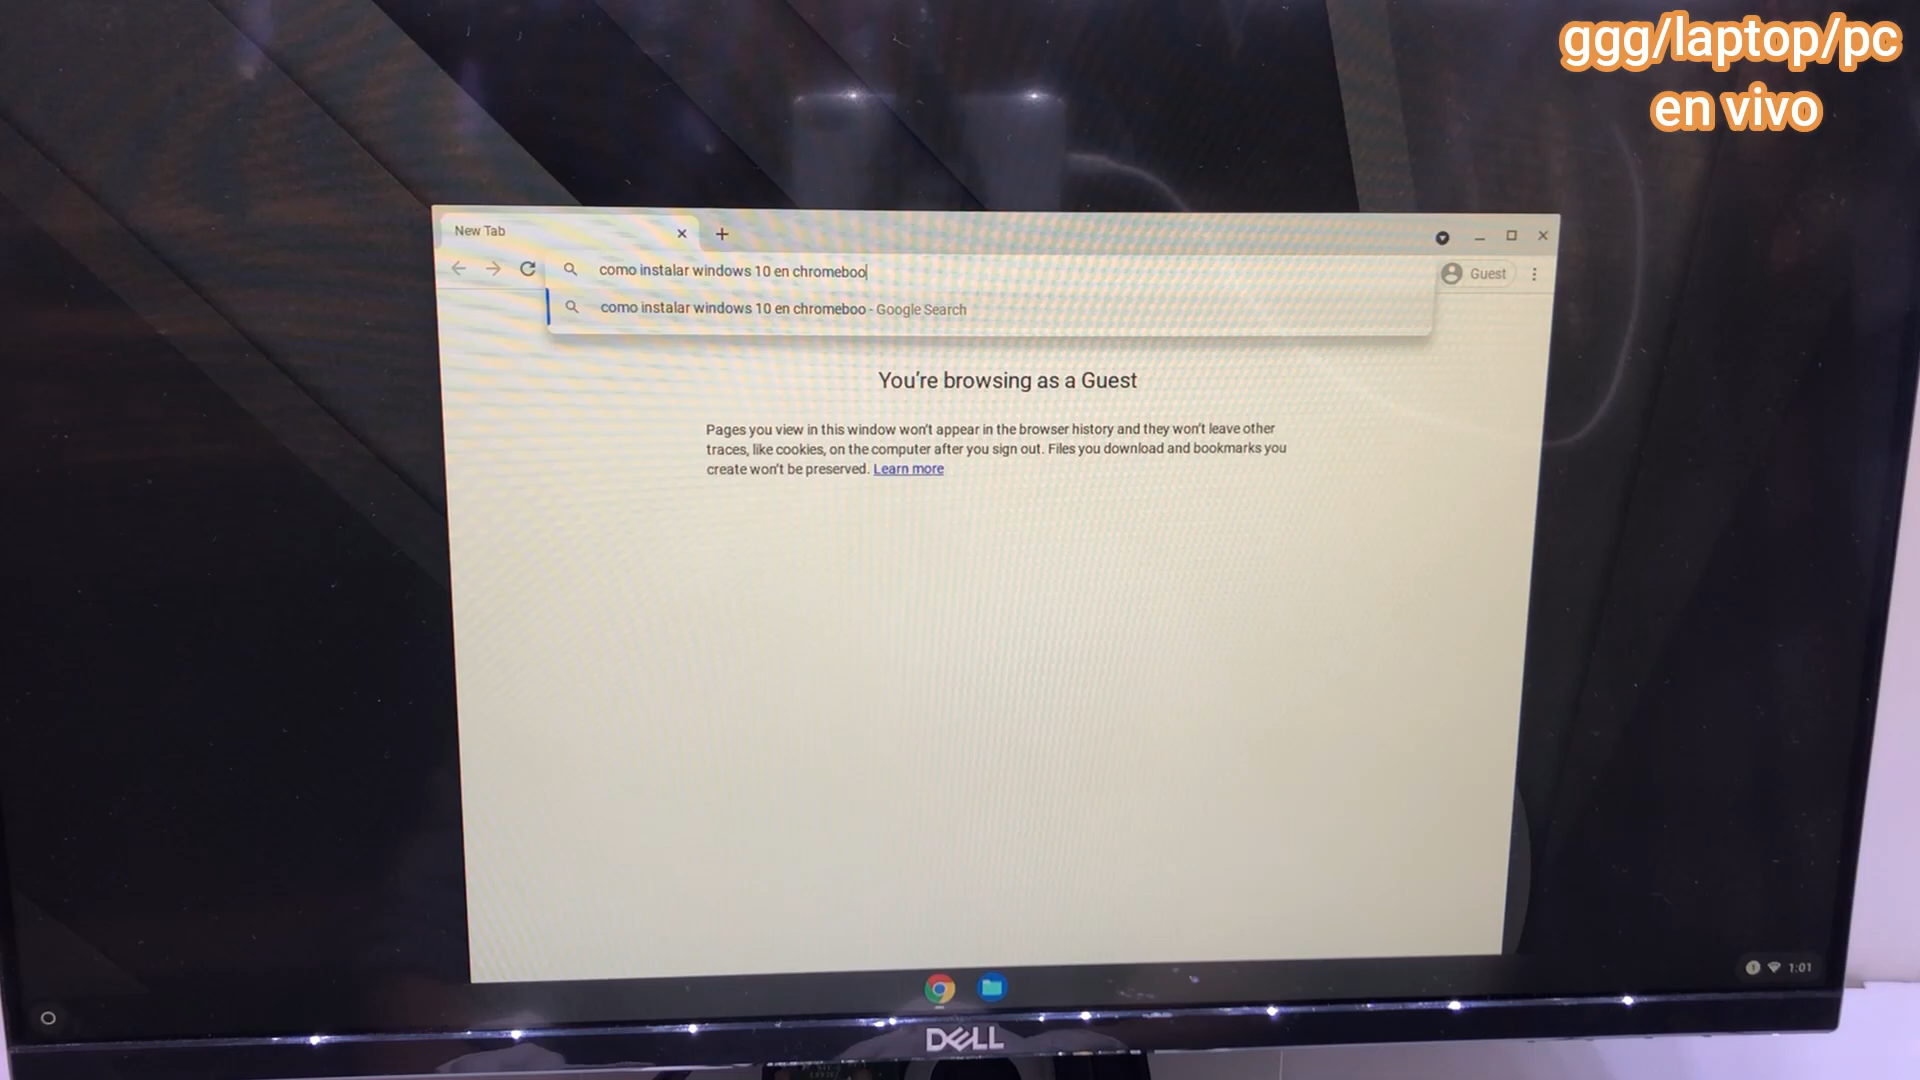 ggg/laptop/pc
en vivo
New Tab
como instalar windows 10 en chromeboo
Guest
como instalar windows 10 en chromeboo - Google Search
You're browsing as a Guest
Pages you view in this window won't appear in the browser history and they won't leave other
traces, like cookies, on the computer after you sign out. Files you download and bookmarks you
create won't be preserved. Learn more
1:01
DELL